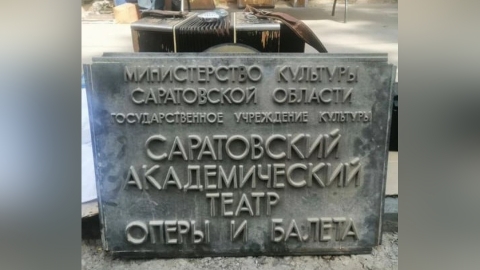 МИНИСТЕРСТВО КУЛЬТУРЫ
САРАТОВСКОЙ ОБЛАСТИ
ГОСУДАРСТВЕННОЕ УЧРЕЖДЕНИЕ КУЛЬТУРЫ
САРАТОВСКИЙ
АКАДЕМИЧЕСКИЙ
ТЕАТР
ОПЕРЫ И БАЛЕТА